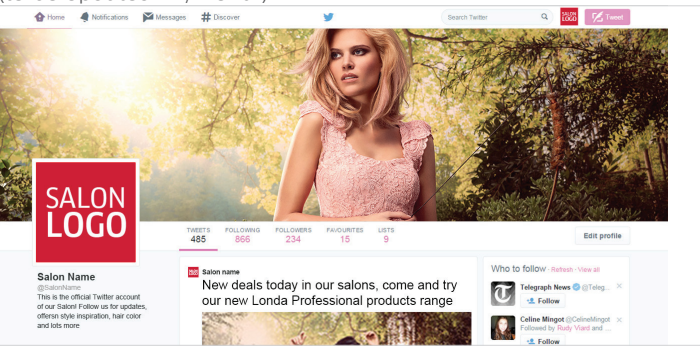 Home Notifications Messages Discover Search Twitter SALON LOGO Tweet
SALON
LOGO
TWEETS FOLLOWING FOLLOWERS FAVOURITES LISTS
485 866 234 15 9
Edit profile
Salon Name
@SalonName
This is the official Twitter account
of our Salon! Follow us for updates,
offersn style inspiration, hair color
and lots more
Salon name
New deals today in our salons, come and try
our new Londa Professional products range
Who to follow · Refresh · View all
Telegraph News @Teleg...
Follow
Celine Mingot @CelineMingot
Followed by Rudy Viard and ...
Follow